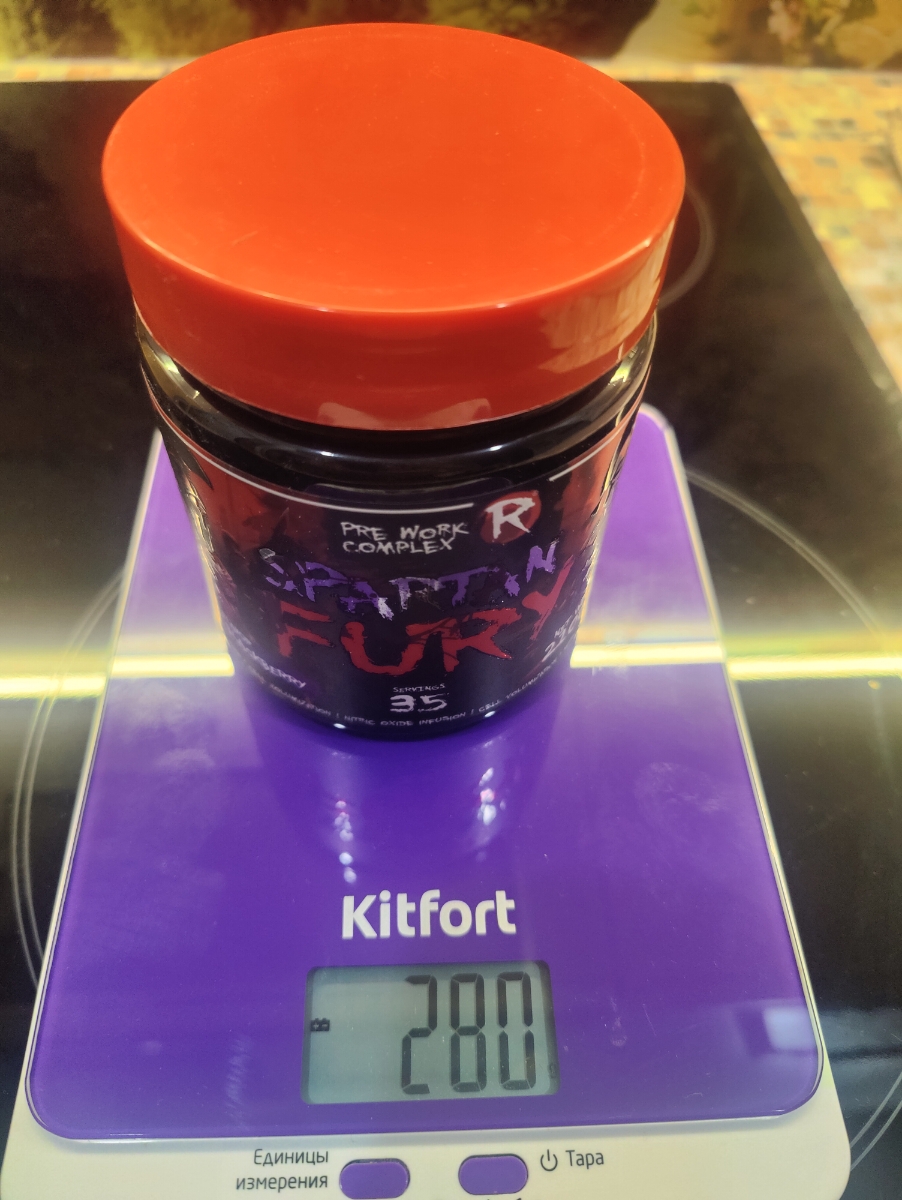 PRE WORK
COMPLEX
R
SPARTAN
FURY
SERVINGS
35
NITRIC OXIDE INFUSION
Kitfort
280
Единицы
измерения
Тара